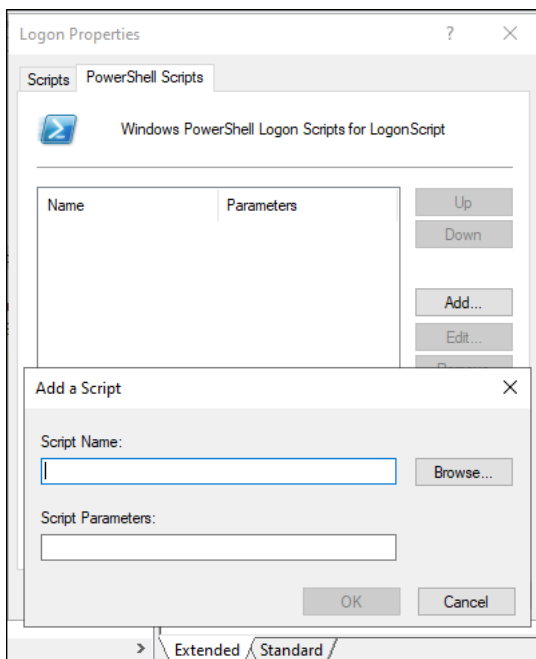 Logon Properties
?
Scripts
PowerShell Scripts
Windows PowerShell Logon Scripts for LogonScript
Name
Parameters
Up
Down
Add...
Edit...
Add a Script
Script Name:
Browse...
Script Parameters:
OK
Cancel
Extended
Standard